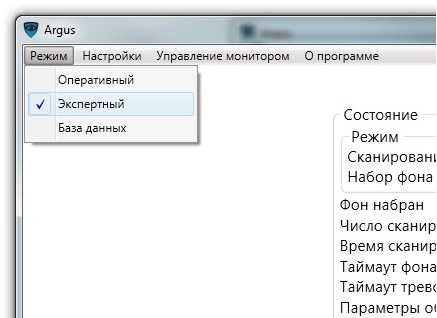 Argus
Режим Настройки Управление монитором О программе
Оперативный
Экспертный
База данных
Состояние
Режим
Сканировани
Набор фона
Фон набран
Число сканир
Время сканир
Таймаут фона
Таймаут трево
Параметры об